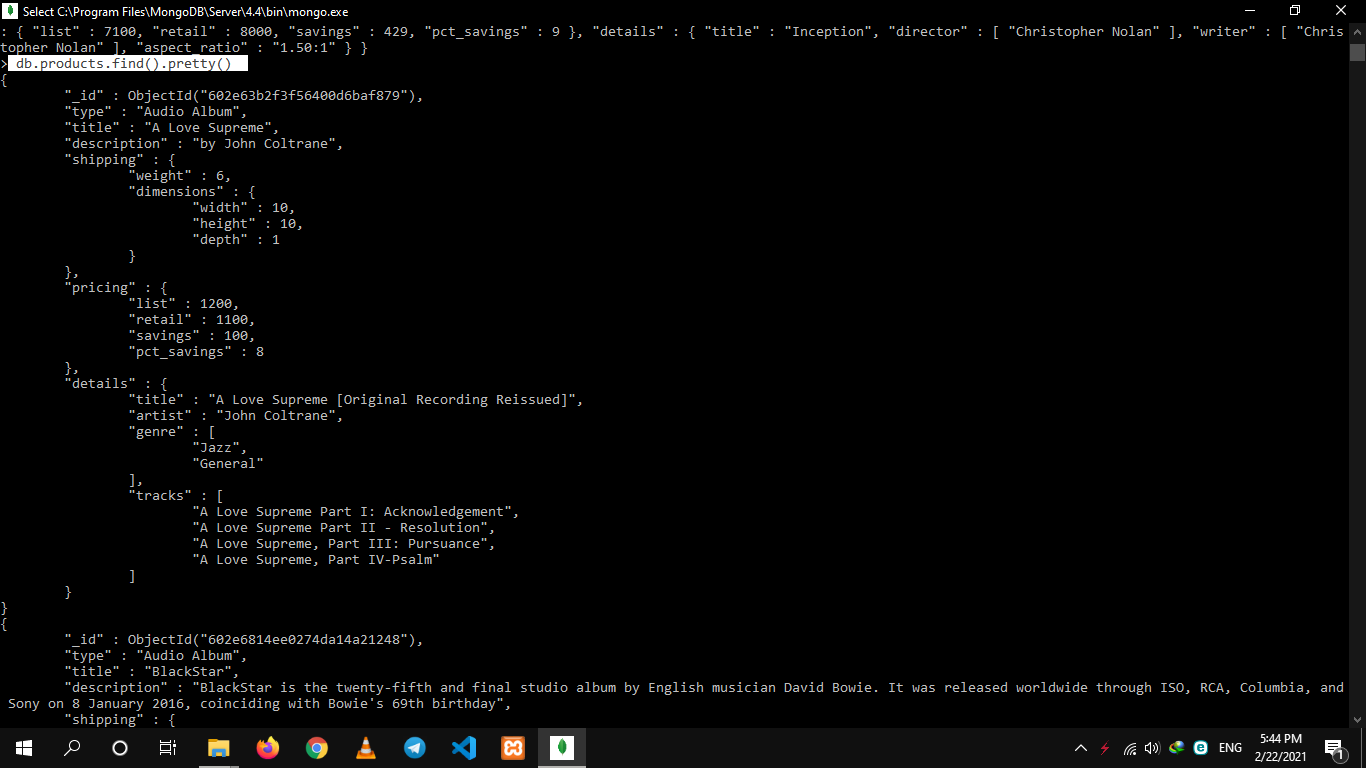 Select C:\Program Files\MongoDB\Server\4.4\bin\mongo.exe
: { "list" : 7100, "retail" : 8000, "savings" : 429, "pct_savings" : 9 }, "details" : { "title" : "Inception", "director" : [ "Christopher Nolan" ], "writer" : [ "Chris
topher Nolan" ], "aspect_ratio" : "1.50:1" } }
> db.products.find().pretty()
{
"_id" : ObjectId("602e63b2f3f56400d6baf879"),
"type" : "Audio Album",
"title" : "A Love Supreme",
"description" : "by John Coltrane",
"shipping" : {
"weight" : 6,
"dimensions" : {
"width" : 10,
"height" : 10,
"depth" : 1
}
},
"pricing" : {
"list" : 1200,
"retail" : 1100,
"savings" : 100,
"pct_savings" : 8
},
"details" : {
"title" : "A Love Supreme [Original Recording Reissued]",
"artist" : "John Coltrane",
"genre" : [
"Jazz",
"General"
],
"tracks" : [
"A Love Supreme Part I: Acknowledgement",
"A Love Supreme Part II - Resolution",
"A Love Supreme, Part III: Pursuance",
"A Love Supreme, Part IV-Psalm"
]
}
}
{
"_id" : ObjectId("602e6814ee0274da14a21248"),
"type" : "Audio Album",
"title" : "BlackStar",
"description" : "BlackStar is the twenty-fifth and final studio album by English musician David Bowie. It was released worldwide through ISO, RCA, Columbia, and
Sony on 8 January 2016, coinciding with Bowie's 69th birthday",
"shipping" : {
ENG
5:44 PM
2/22/2021
1